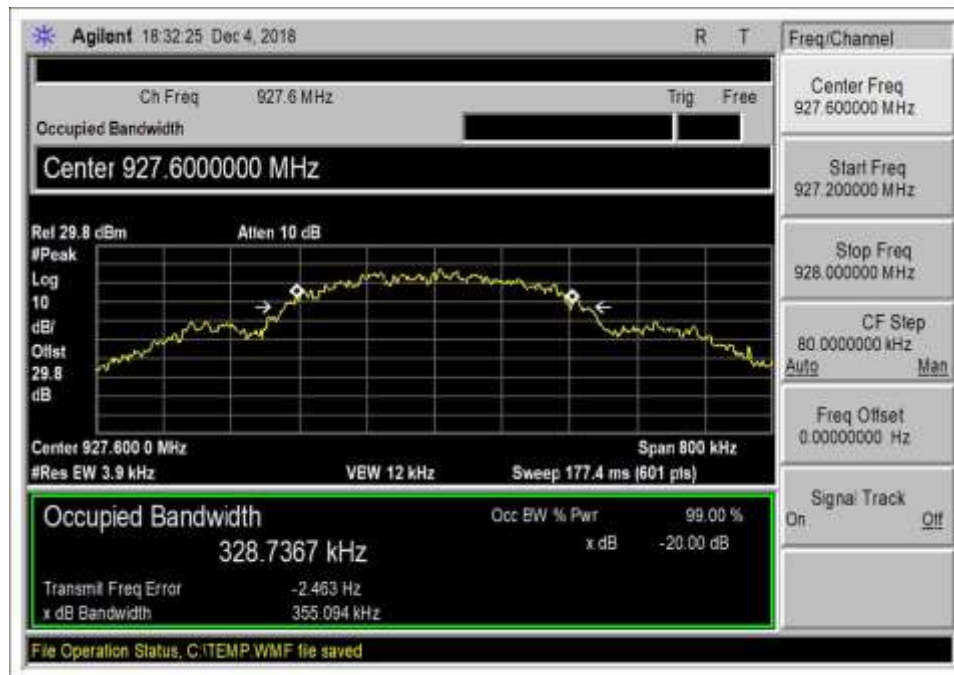 Agilent 18:32:25 Dec 4, 2018 R T
Freq/Channel
Ch Freq 927.6 MHz Trig Free
Occupied Bandwidth
Center 927.6000000 MHz
Center Freq
927.600000 MHz
Start Freq
927.200000 MHz
Stop Freq
928.000000 MHz
CF Step
80.0000000 kHz
Auto Man
Freq Offset
0.00000000 Hz
Signal Track
On Off
Ref 29.8 dBm Atten 10 dB
#Peak
Log
10
dB/
Offst
29.8
dB
Center 927.600 0 MHz Span 800 kHz
#Res BW 3.9 kHz VBW 12 kHz Sweep 177.4 ms (601 pts)
Occupied Bandwidth Occ BW % Pwr 99.00 %
328.7367 kHz x dB -20.00 dB
Transmit Freq Error -2.463 Hz
x dB Bandwidth 355.094 kHz
File Operation Status, C:\TEMP.WMF file saved